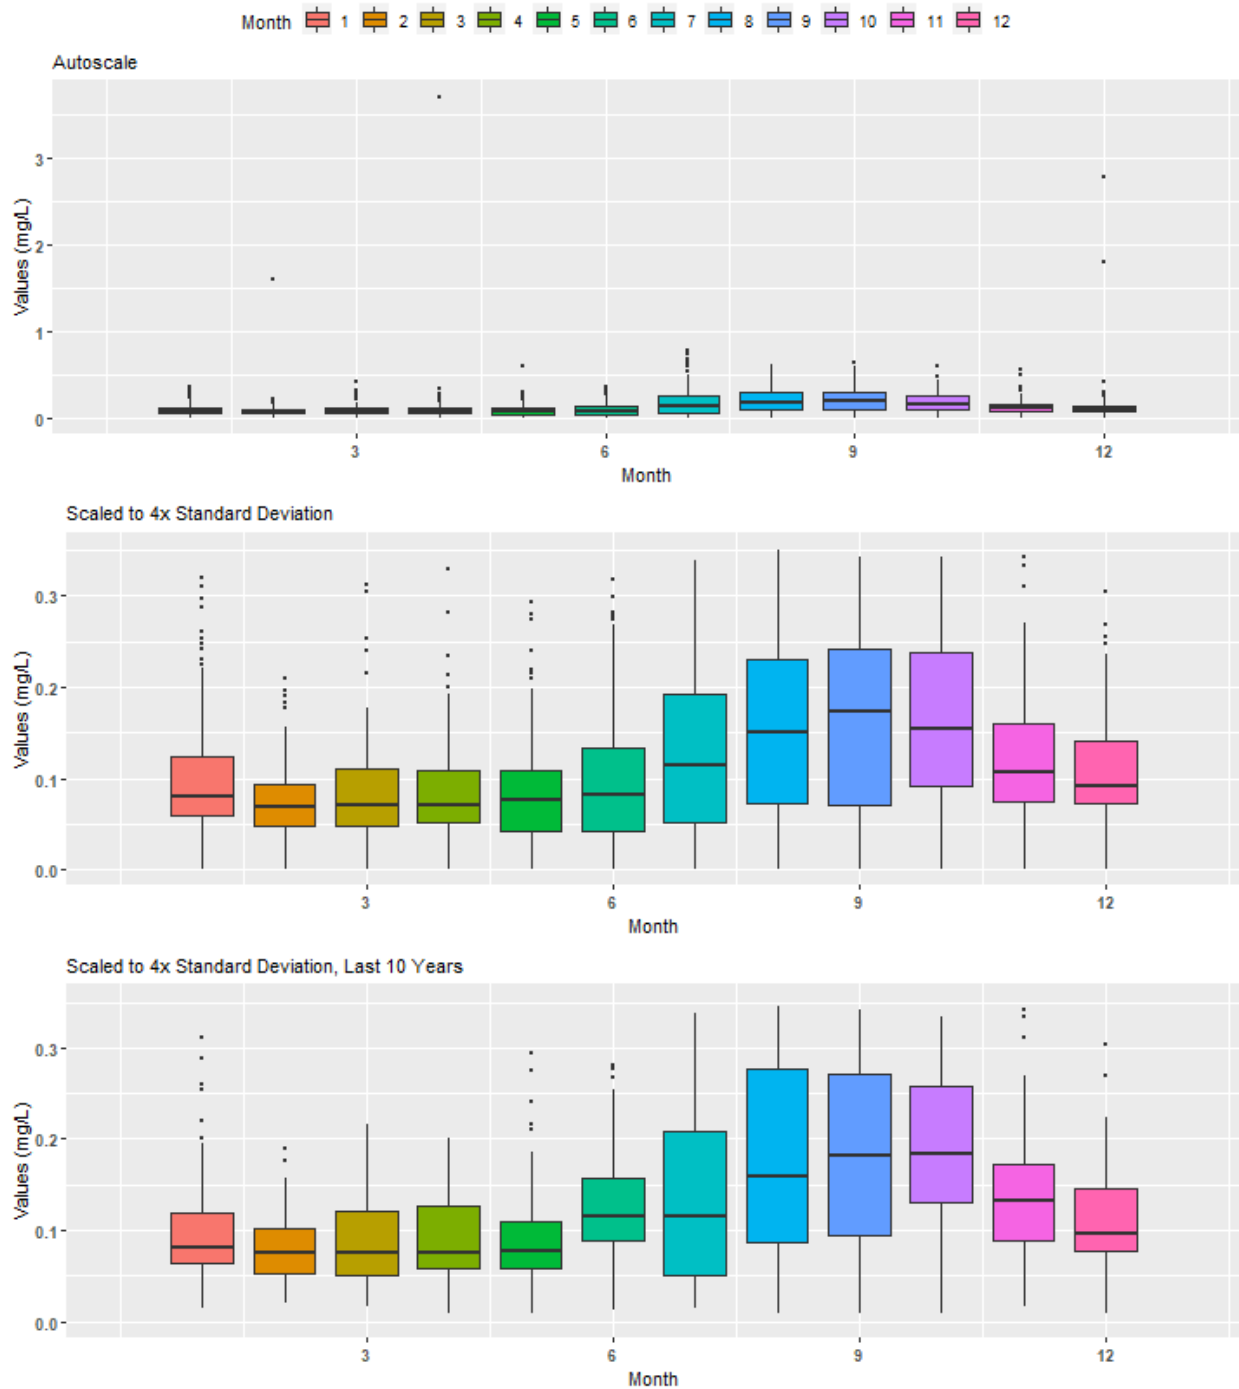 Month 1 2 3 4 5 6 7 8 9 10 11 12
Autoscale
Values (mg/L)
3
2
1
0
3 6 9 12
Month
Scaled to 4x Standard Deviation
Values (mg/L)
0.3
0.2
0.1
0.0
3 6 9 12
Month
Scaled to 4x Standard Deviation, Last 10 Years
Values (mg/L)
0.3
0.2
0.1
0.0
3 6 9 12
Month